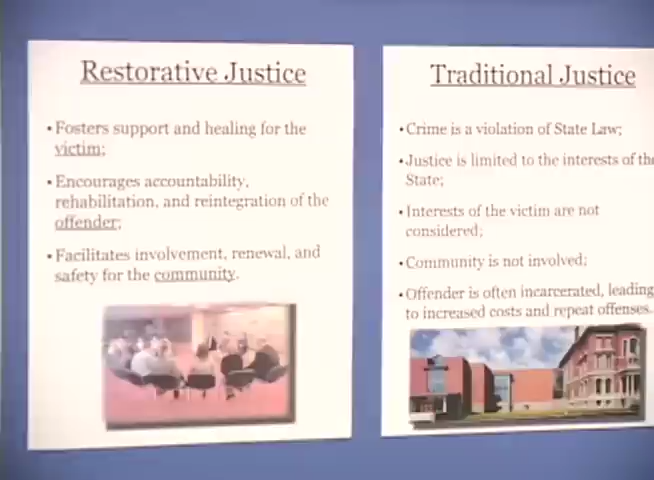 Restorative Justice
• Fosters support and healing for the
victim;
• Encourages accountability,
rehabilitation, and reintegration of the
offender;
• Facilitates involvement, renewal, and
safety for the community.
Traditional Justice
• Crime is a violation of State Law;
• Justice is limited to the interests of the
State;
• Interests of the victim are not
considered;
• Community is not involved;
• Offender is often incarcerated, leading
to increased costs and repeat offenses.